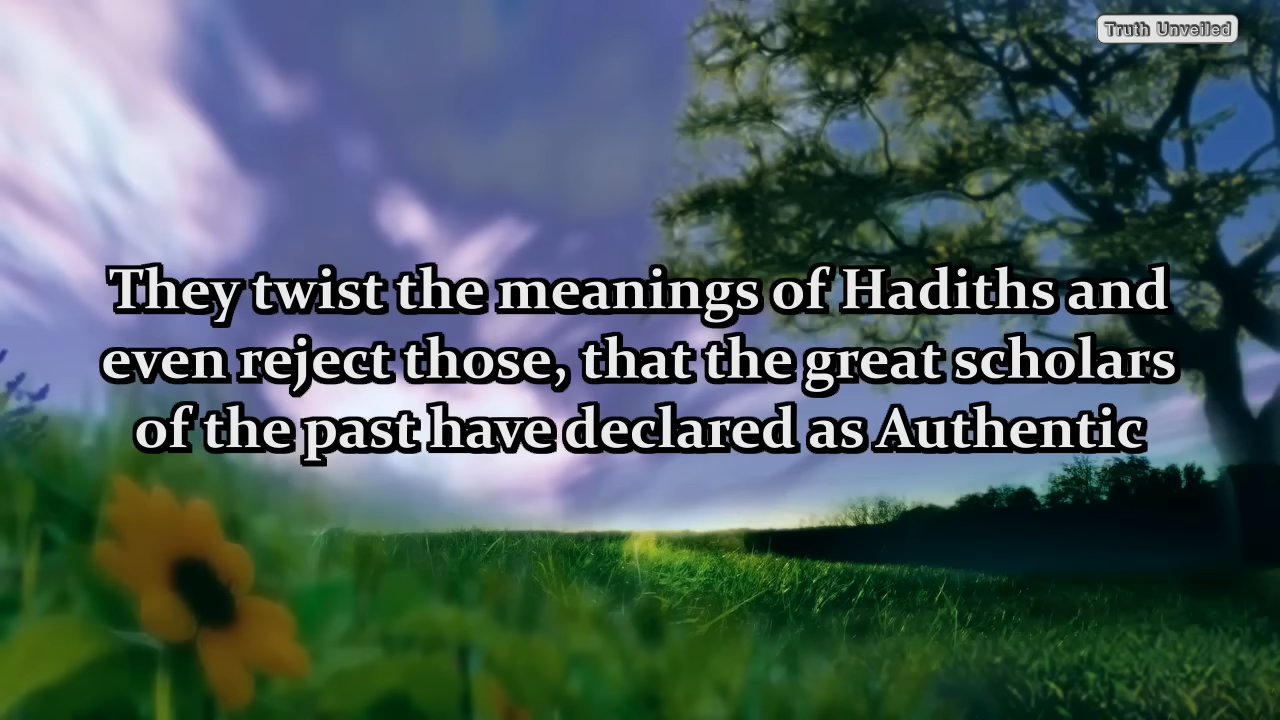 Truth Unveiled
They twist the meanings of Hadiths and
even reject those, that the great scholars
of the past have declared as Authentic